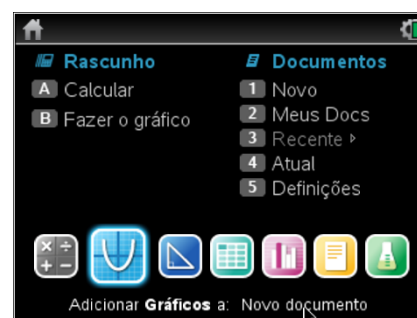 Rascunho
A Calcular
B Fazer o gráfico
Documentos
1 Novo
2 Meus Docs
3 Recente
4 Atual
5 Definições
Adicionar Gráficos a: Novo documento